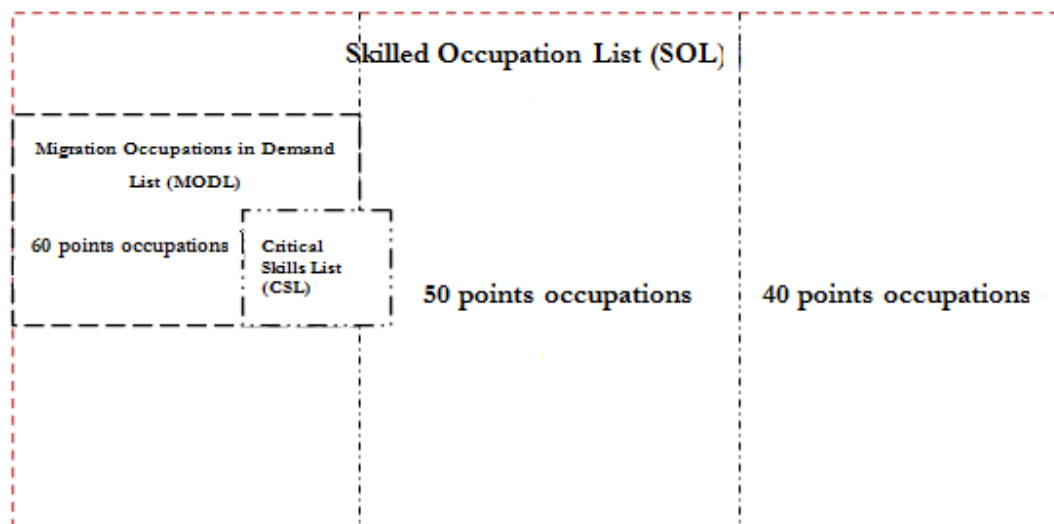 Skilled Occupation List (SOL)
Migration Occupations in Demand
List (MODL)
60 points occupations
Critical
Skills List
(CSL)
50 points occupations
40 points occupations